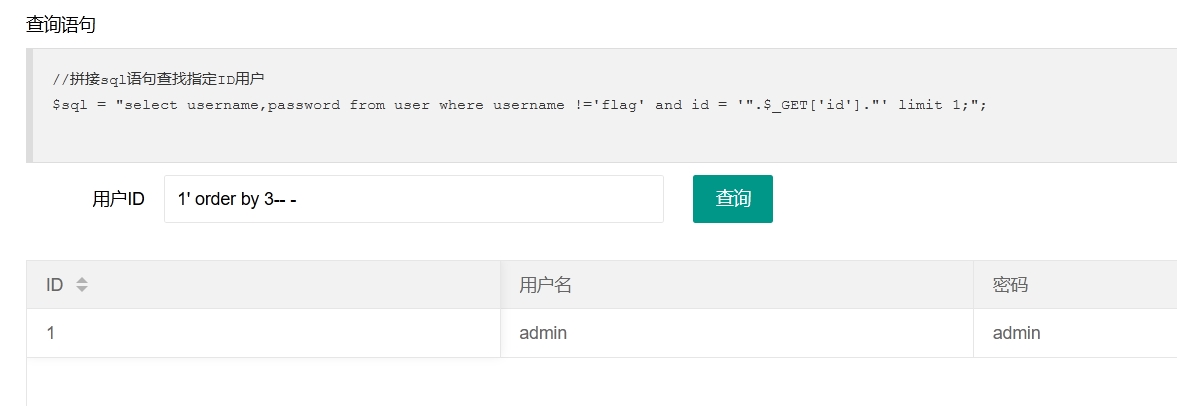 查询语句
//拼接sql语句查找指定ID用户
$sql = "select username,password from user where username !='flag' and id = '".$_GET['id']."' limit 1;";
用户ID 1' order by 3-- - 查询
ID 用户名 密码
1 admin admin